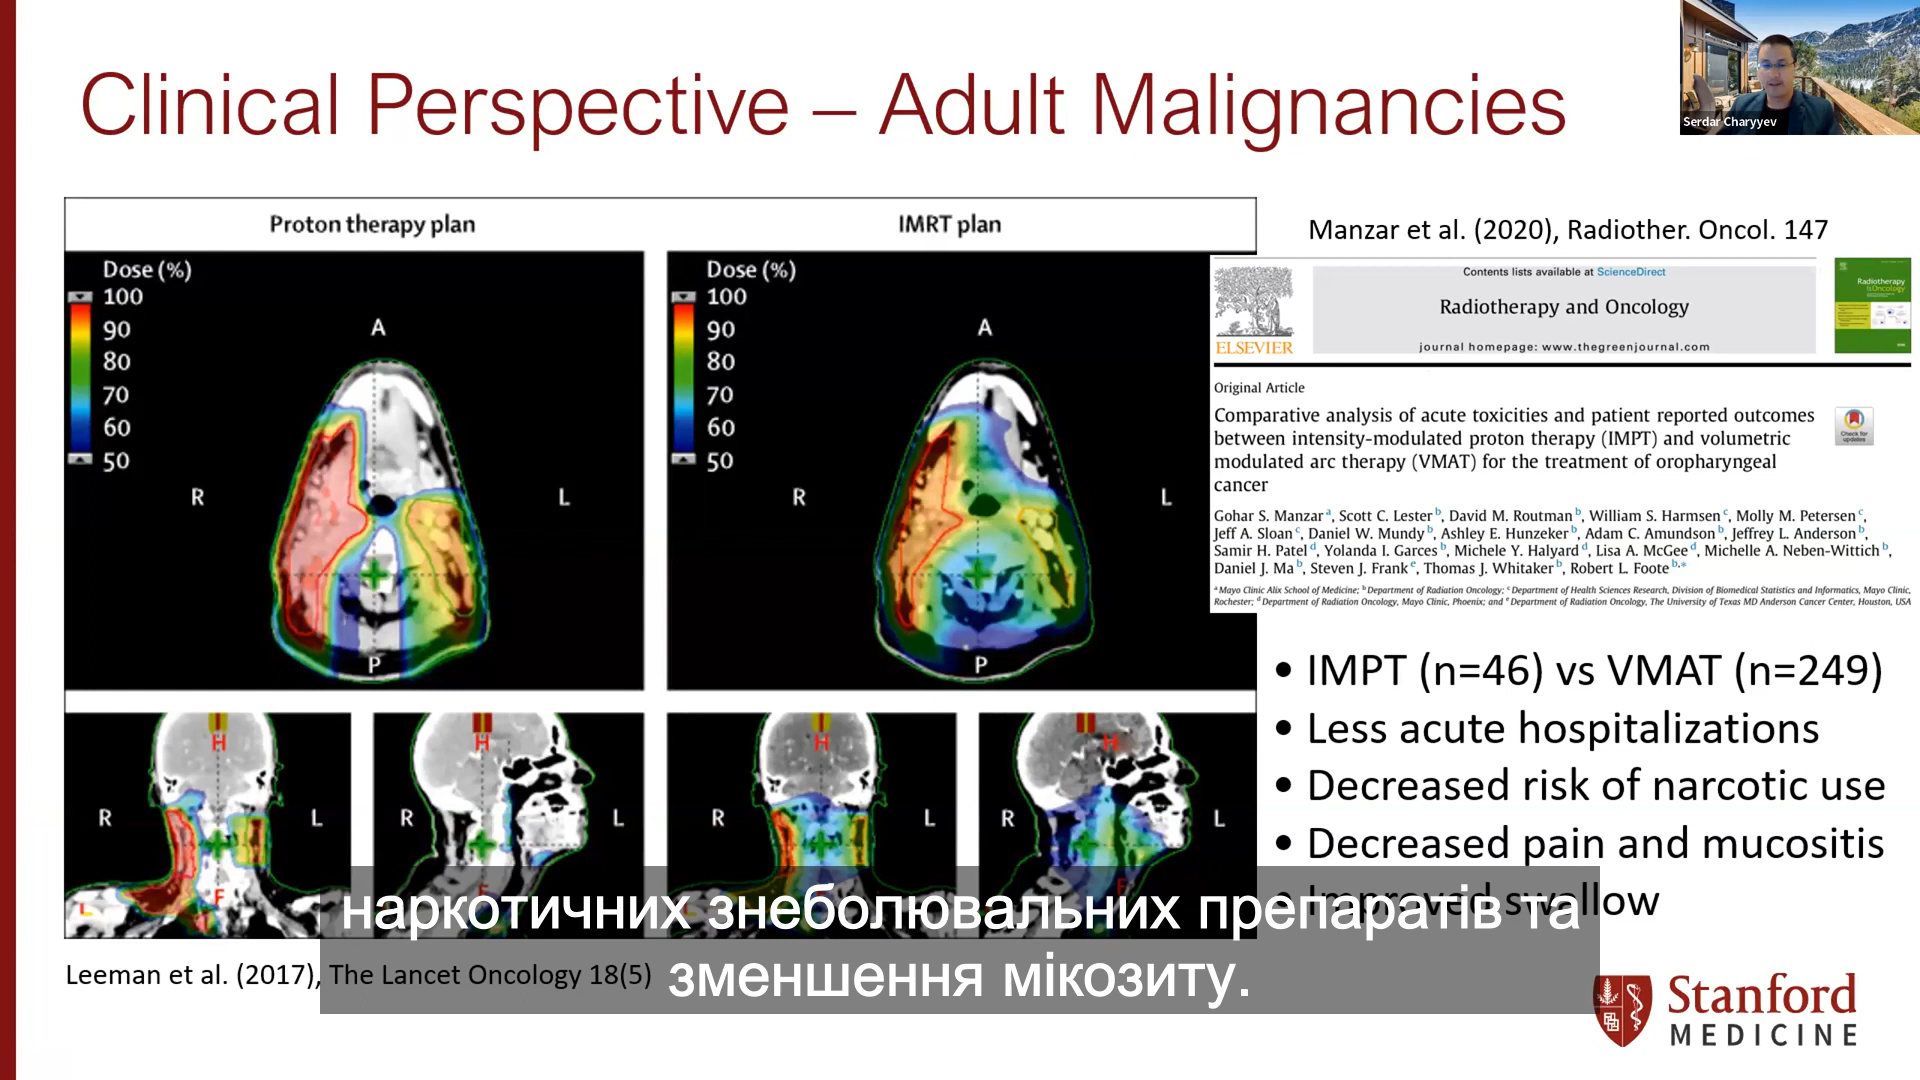 Clinical Perspective – Adult Malignancies
Serdar Charyyev
Proton therapy plan
IMRT plan
Dose (%)
100
90
80
70
60
50
A
R
L
P
Dose (%)
100
90
80
70
60
50
A
R
L
P
H
R
L
F
H
R
L
F
H
R
L
H
R
L
F
Leeman et al. (2017), The Lancet Oncology 18(5)
Manzar et al. (2020), Radiother. Oncol. 147
Contents lists available at ScienceDirect
Radiotherapy and Oncology
journal homepage: www.thegreenjournal.com
ELSEVIER
Radiotherapy
&Oncology
Original Article
Comparative analysis of acute toxicities and patient reported outcomes
between intensity-modulated proton therapy (IMPT) and volumetric
modulated arc therapy (VMAT) for the treatment of oropharyngeal
cancer
Check for
updates
Gohar S. Manzar a, Scott C. Lester b, David M. Routman b, William S. Harmsen c, Molly M. Petersen c,
Jeff A. Sloan c, Daniel W. Mundy b, Ashley E. Hunzeker b, Adam C. Amundson b, Jeffrey L. Anderson b,
Samir H. Patel d, Yolanda I. Garces b, Michele Y. Halyard d, Lisa A. McGee d, Michelle A. Neben-Wittich b,
Daniel J. Ma b, Steven J. Frank e, Thomas J. Whitaker b, Robert L. Foote b,*
a Mayo Clinic Alix School of Medicine; b Department of Radiation Oncology; c Department of Health Sciences Research, Division of Biomedical Statistics and Informatics, Mayo Clinic,
Rochester; d Department of Radiation Oncology, Mayo Clinic, Phoenix; and e Department of Radiation Oncology, The University of Texas MD Anderson Cancer Center, Houston, USA
• IMPT (n=46) vs VMAT (n=249)
• Less acute hospitalizations
• Decreased risk of narcotic use
• Decreased pain and mucositis
• Improved swallow
наркотичних знеболювальних препаратів та
зменшення мікозиту.
Stanford
MEDICINE